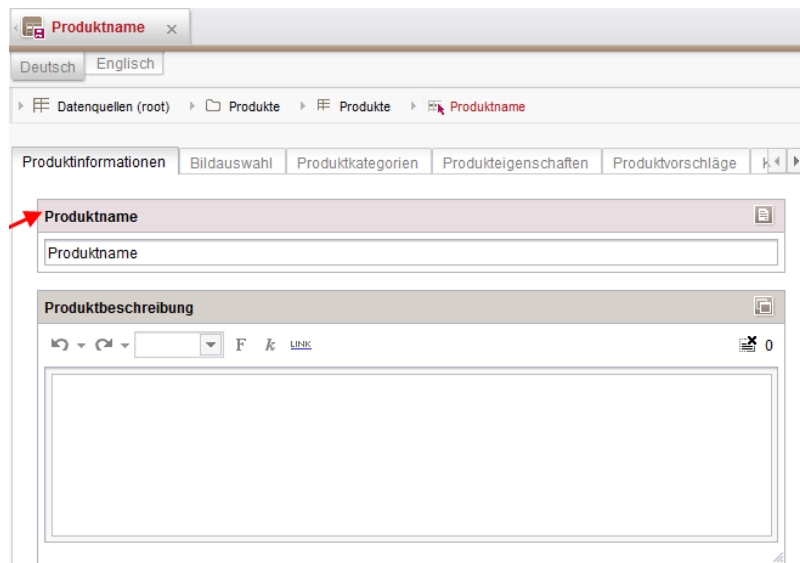 Produktname
Deutsch Englisch
Datenquellen (root) Produkte Produkte Produktname
Produktinformationen Bildauswahl Produktkategorien Produkteigenschaften Produktvorschläge
Produktname
Produktname
Produktbeschreibung
F k LINK 0